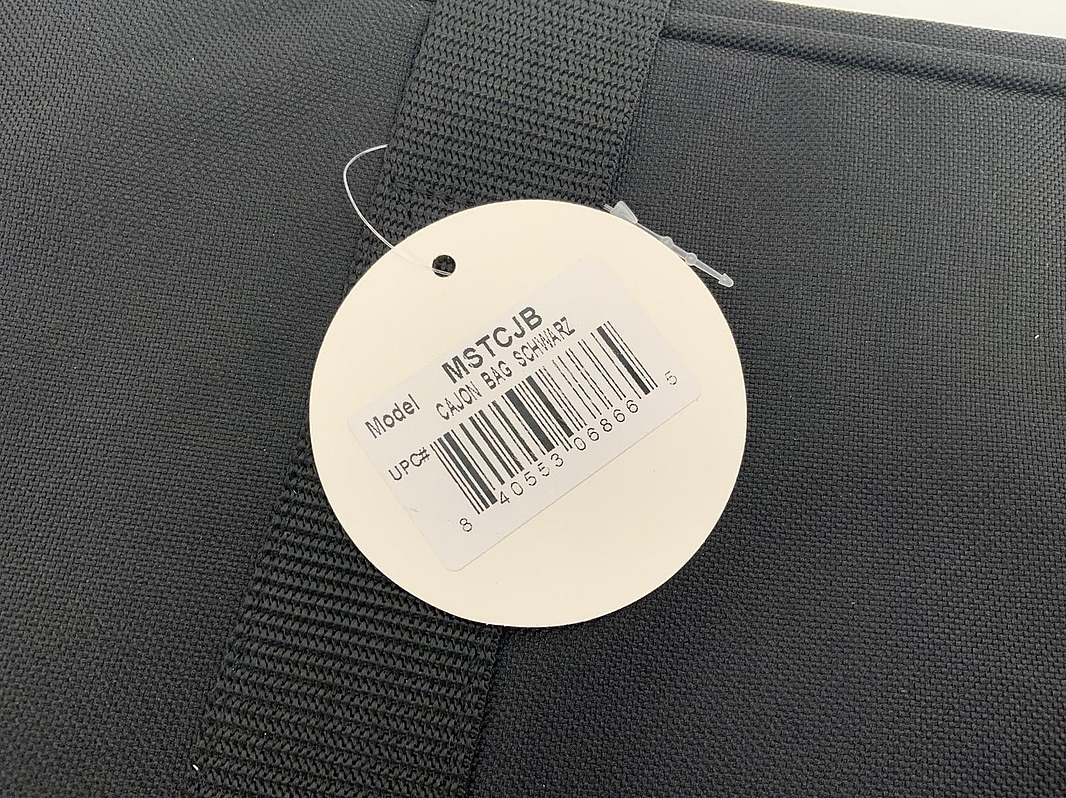 Model MSTCJB
CAJON BAG SCHWARZ
UPC#
8 40553 06866 5